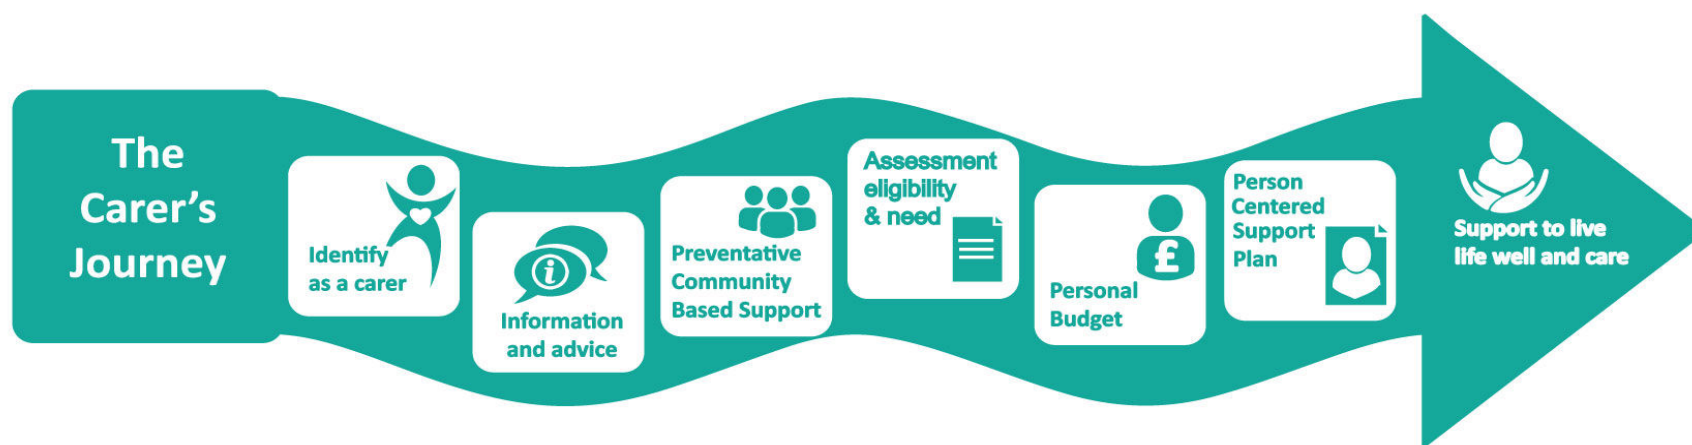 The
Carer’s
Journey
Identify
as a carer
i
Information
and advice
Preventative
Community
Based Support
Assessment
eligibility
& need
£
Personal
Budget
Person
Centered
Support
Plan
Support to live
life well and care